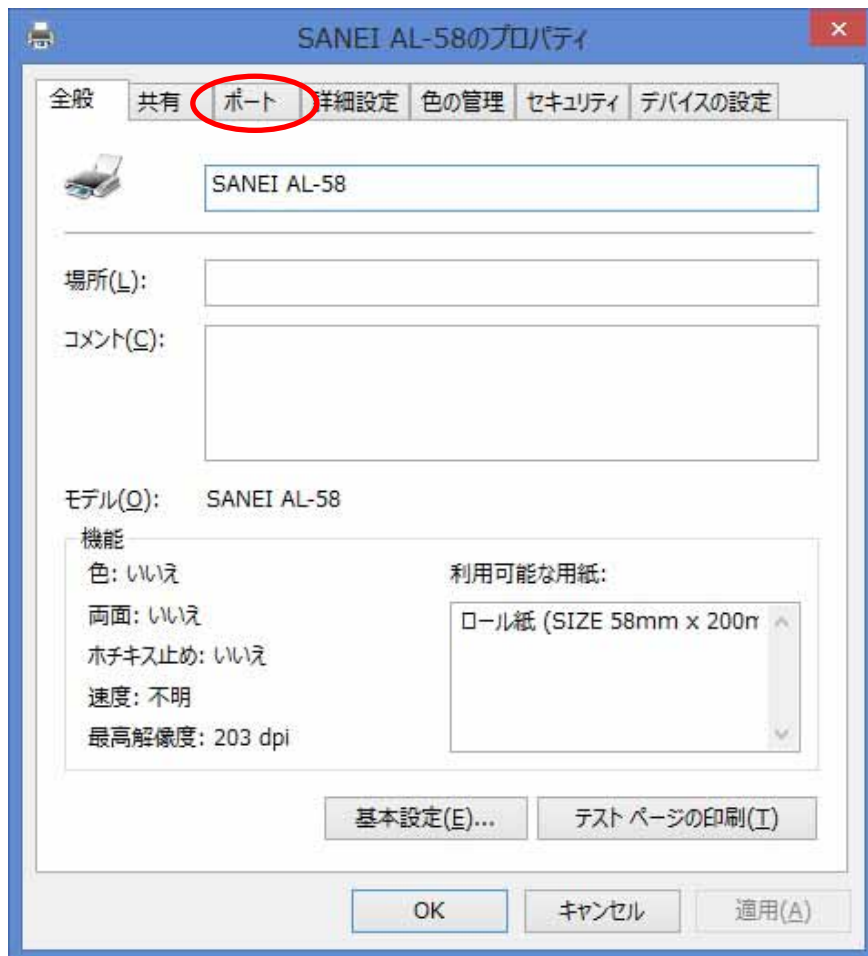 SANEI AL-58のプロパティ
全般 共有 ポート 詳細設定 色の管理 セキュリティ デバイスの設定
SANEI AL-58
場所(L):
コメント(C):
モデル(O): SANEI AL-58
機能
色: いいえ
利用可能な用紙:
両面: いいえ
ロール紙 (SIZE 58mm x 200m
ホチキス止め: いいえ
速度: 不明
最高解像度: 203 dpi
基本設定(E)... テスト ページの印刷(T)
OK キャンセル 適用(A)